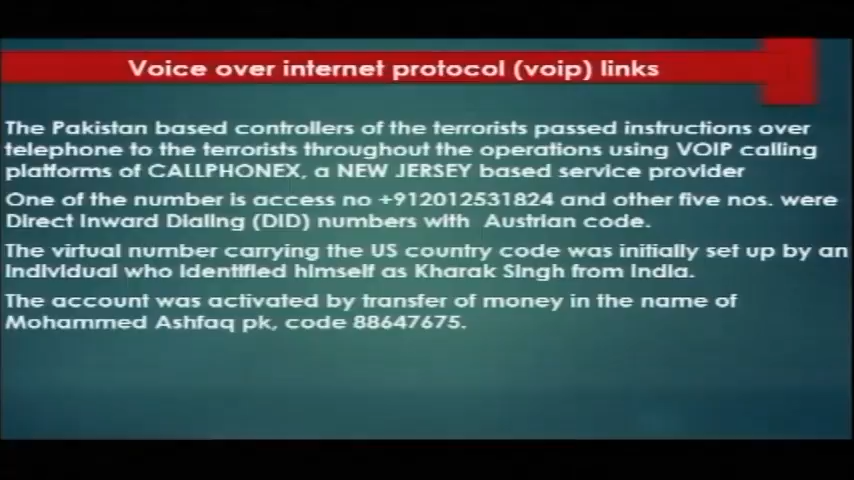 Voice over internet protocol (voip) links
The Pakistan based controllers of the terrorists passed instructions over
telephone to the terrorists throughout the operations using VOIP calling
platforms of CALLPHONEX, a NEW JERSEY based service provider
One of the number is access no +912012531824 and other five nos. were
Direct Inward Dialing (DID) numbers with Austrian code.
The virtual number carrying the US country code was initially set up by an
individual who identified himself as Kharak Singh from India.
The account was activated by transfer of money in the name of
Mohammed Ashfaq pk, code 88647675.